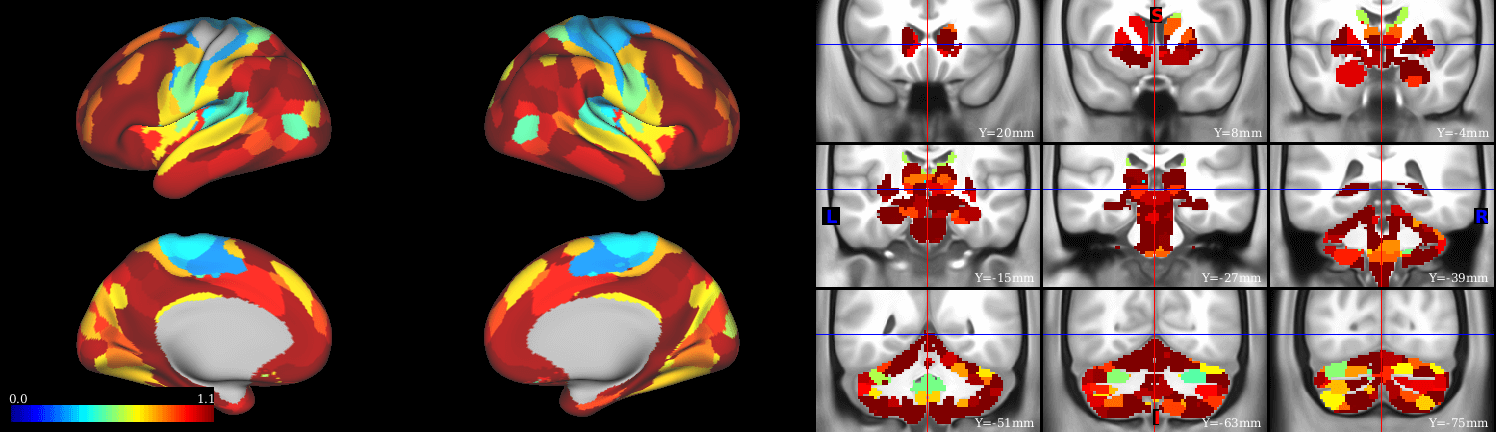 0.0 1.1
S
Y=20mm
Y=8mm
Y=-4mm
L
R
Y=-15mm
Y=-27mm
Y=-39mm
Y=-51mm
Y=-63mm
Y=-75mm